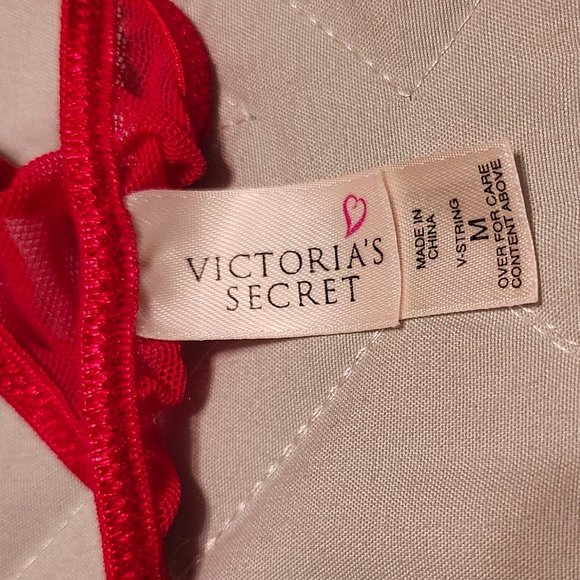 VICTORIA'S
SECRET
MADE IN
CHINA
V-STRING
M
OVER FOR CARE
CONTENT ABOVE